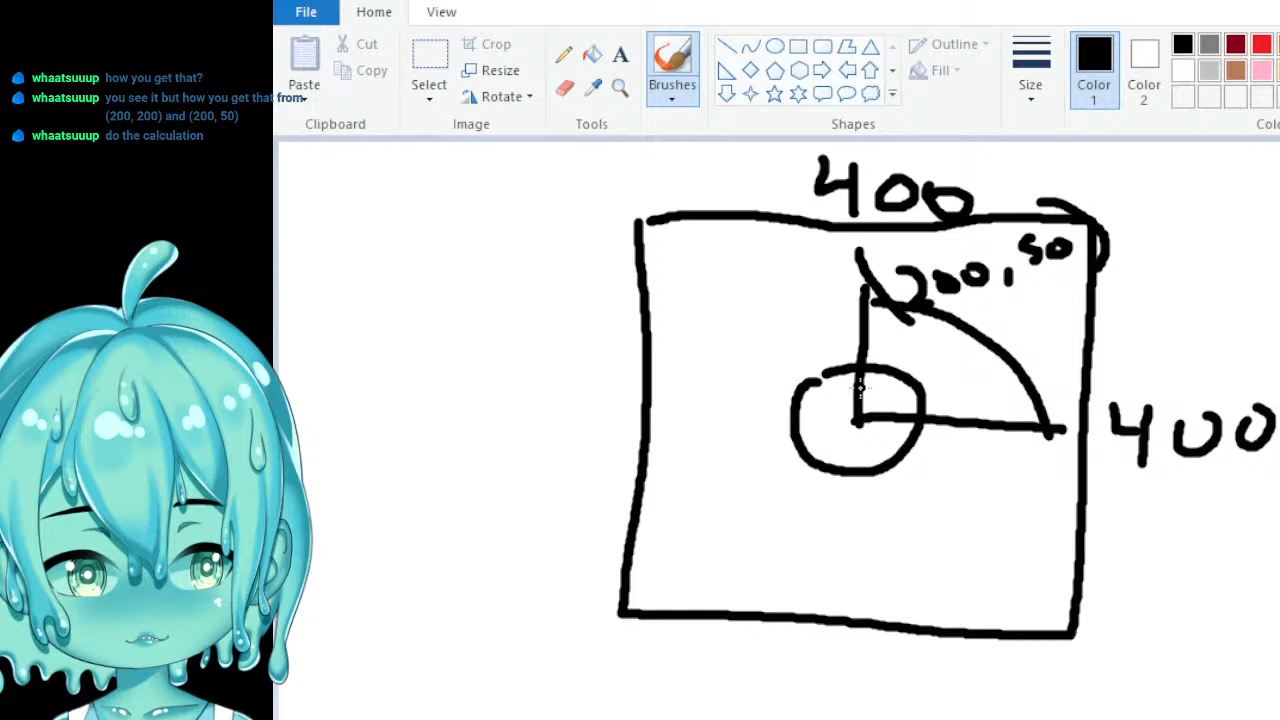 File Home View
Paste
Cut
Copy
Clipboard
Select
Crop
Resize
Rotate
Image
A
Tools
Brushes
Outline
Fill
Shapes
Size
Color 1
Color 2
Colo
whaatsuuup how you get that?
whaatsuuup you see it but how you get that from
(200, 200) and (200, 50)
whaatsuuup do the calculation
400
200, 50
400